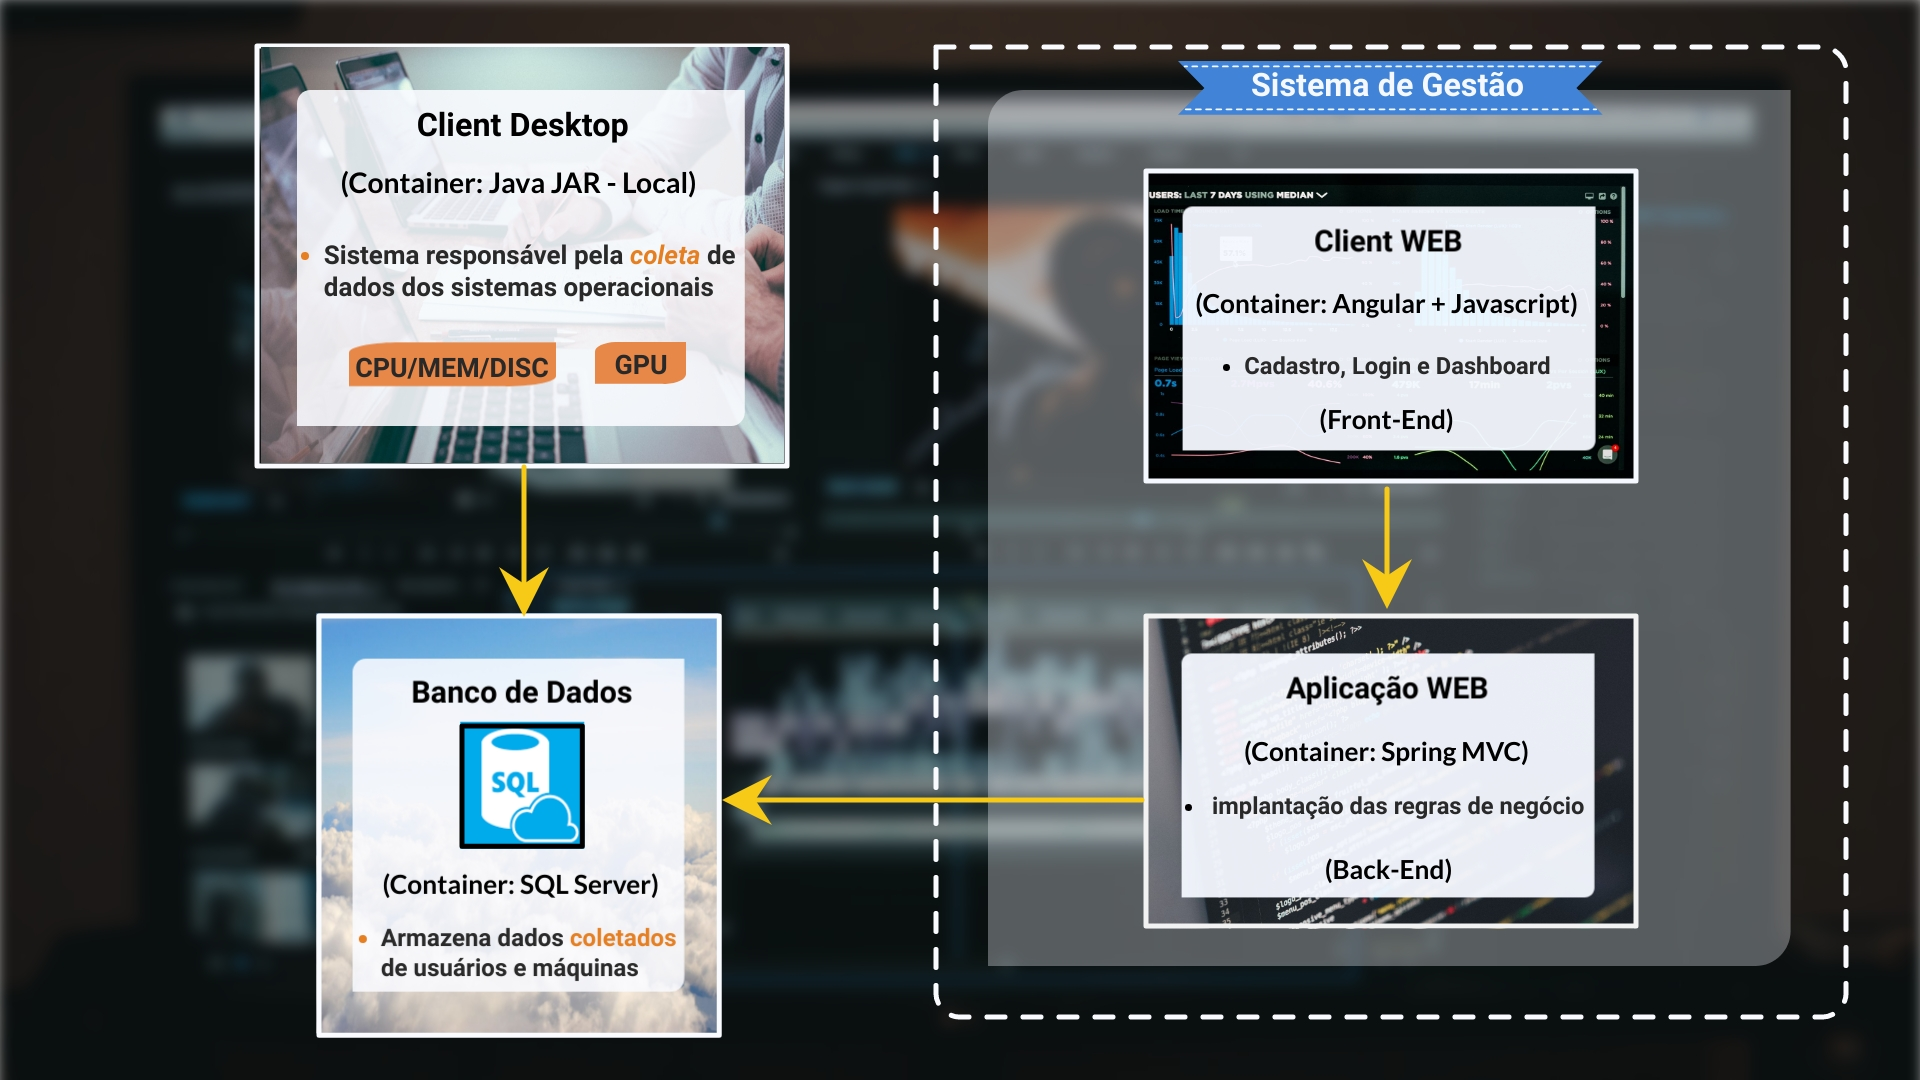 Client Desktop
(Container: Java JAR - Local)
• Sistema responsável pela coleta de
dados dos sistemas operacionais
CPU/MEM/DISC
GPU
Banco de Dados
SQL
(Container: SQL Server)
• Armazena dados coletados
de usuários e máquinas
Sistema de Gestão
USERS: LAST 7 DAYS USING MEDIAN
Client WEB
(Container: Angular + Javascript)
• Cadastro, Login e Dashboard
(Front-End)
0.7s
Aplicação WEB
(Container: Spring MVC)
• implantação das regras de negócio
(Back-End)